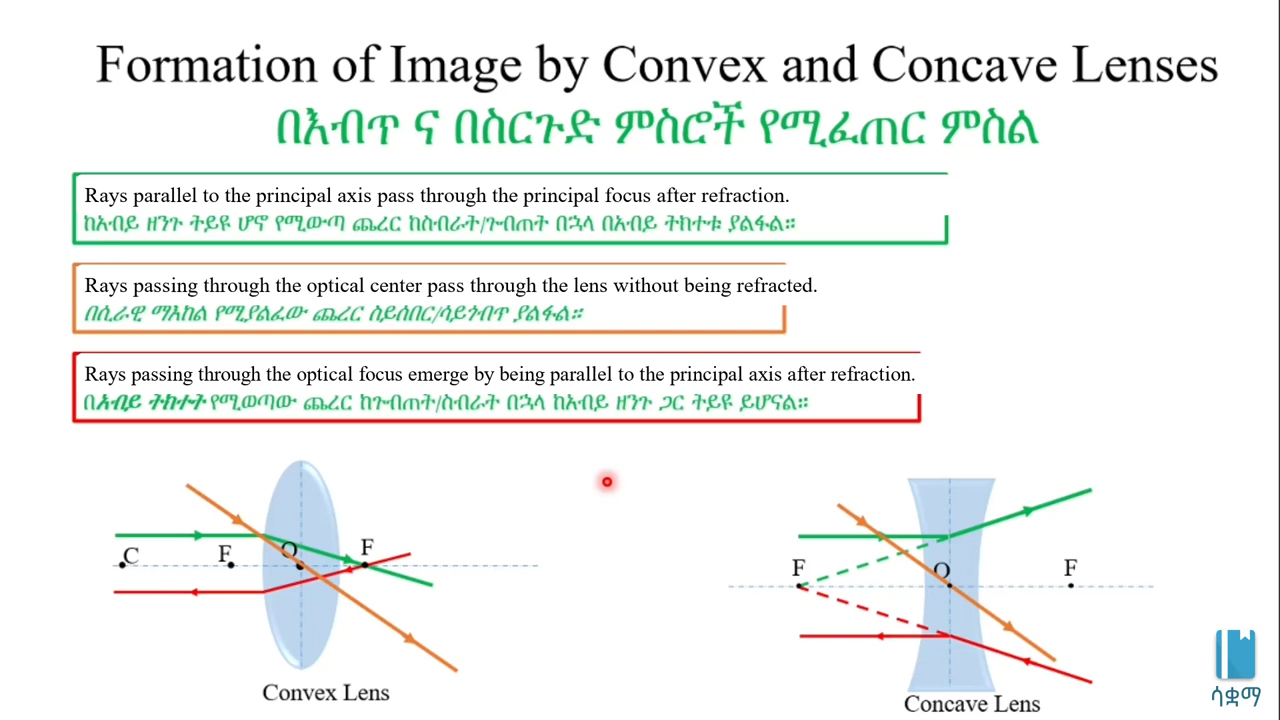 Formation of Image by Convex and Concave Lenses
በእብጥ ና በስርጉድ ምስሮች የሚፈጠር ምስል
Rays parallel to the principal axis pass through the principal focus after refraction.
ከአብይ ዘንጉ ትይዩ ሆኖ የሚውጣ ጨረር ከስብራት/ጉብጠት በኋላ በአብይ ትከተቱ ያልፋል።
Rays passing through the optical center pass through the lens without being refracted.
በሲራዊ ማእከል የሚያልፈው ጨረር ስይሰበር/ሳይጎብጥ ያልፋል።
Rays passing through the optical focus emerge by being parallel to the principal axis after refraction.
በአብይ ትከተት የሚወጣው ጨረር ከጉብጠት/ስብራት በኋላ ከአብይ ዘንጉ ጋር ትይዩ ይሆናል።
C F O F
F O F
Convex Lens
Concave Lens
ሳቋማ